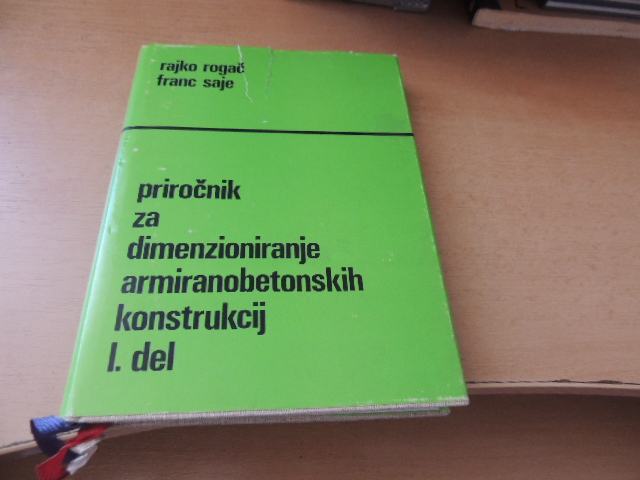 rajko rogač
franc saje
priročnik
za
dimenzioniranje
armiranobetonskih
konstrukcij
I. del